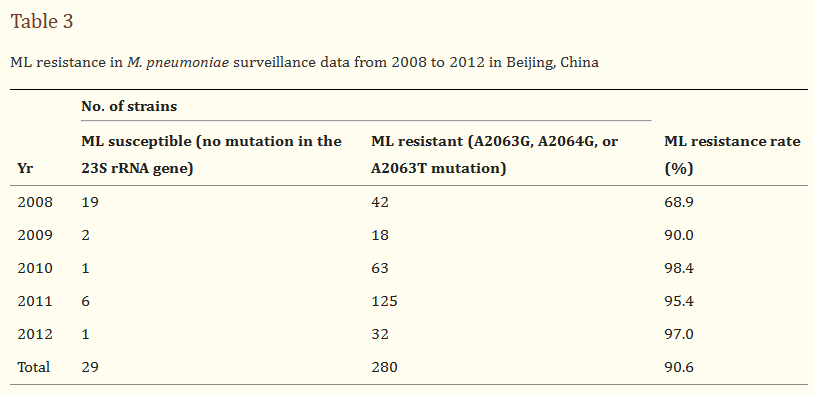 Table 3
ML resistance in M. pneumoniae surveillance data from 2008 to 2012 in Beijing, China
No. of strains
Yr ML susceptible (no mutation in the 23S rRNA gene) ML resistant (A2063G, A2064G, or A2063T mutation) ML resistance rate (%)
2008 19 42 68.9
2009 2 18 90.0
2010 1 63 98.4
2011 6 125 95.4
2012 1 32 97.0
Total 29 280 90.6